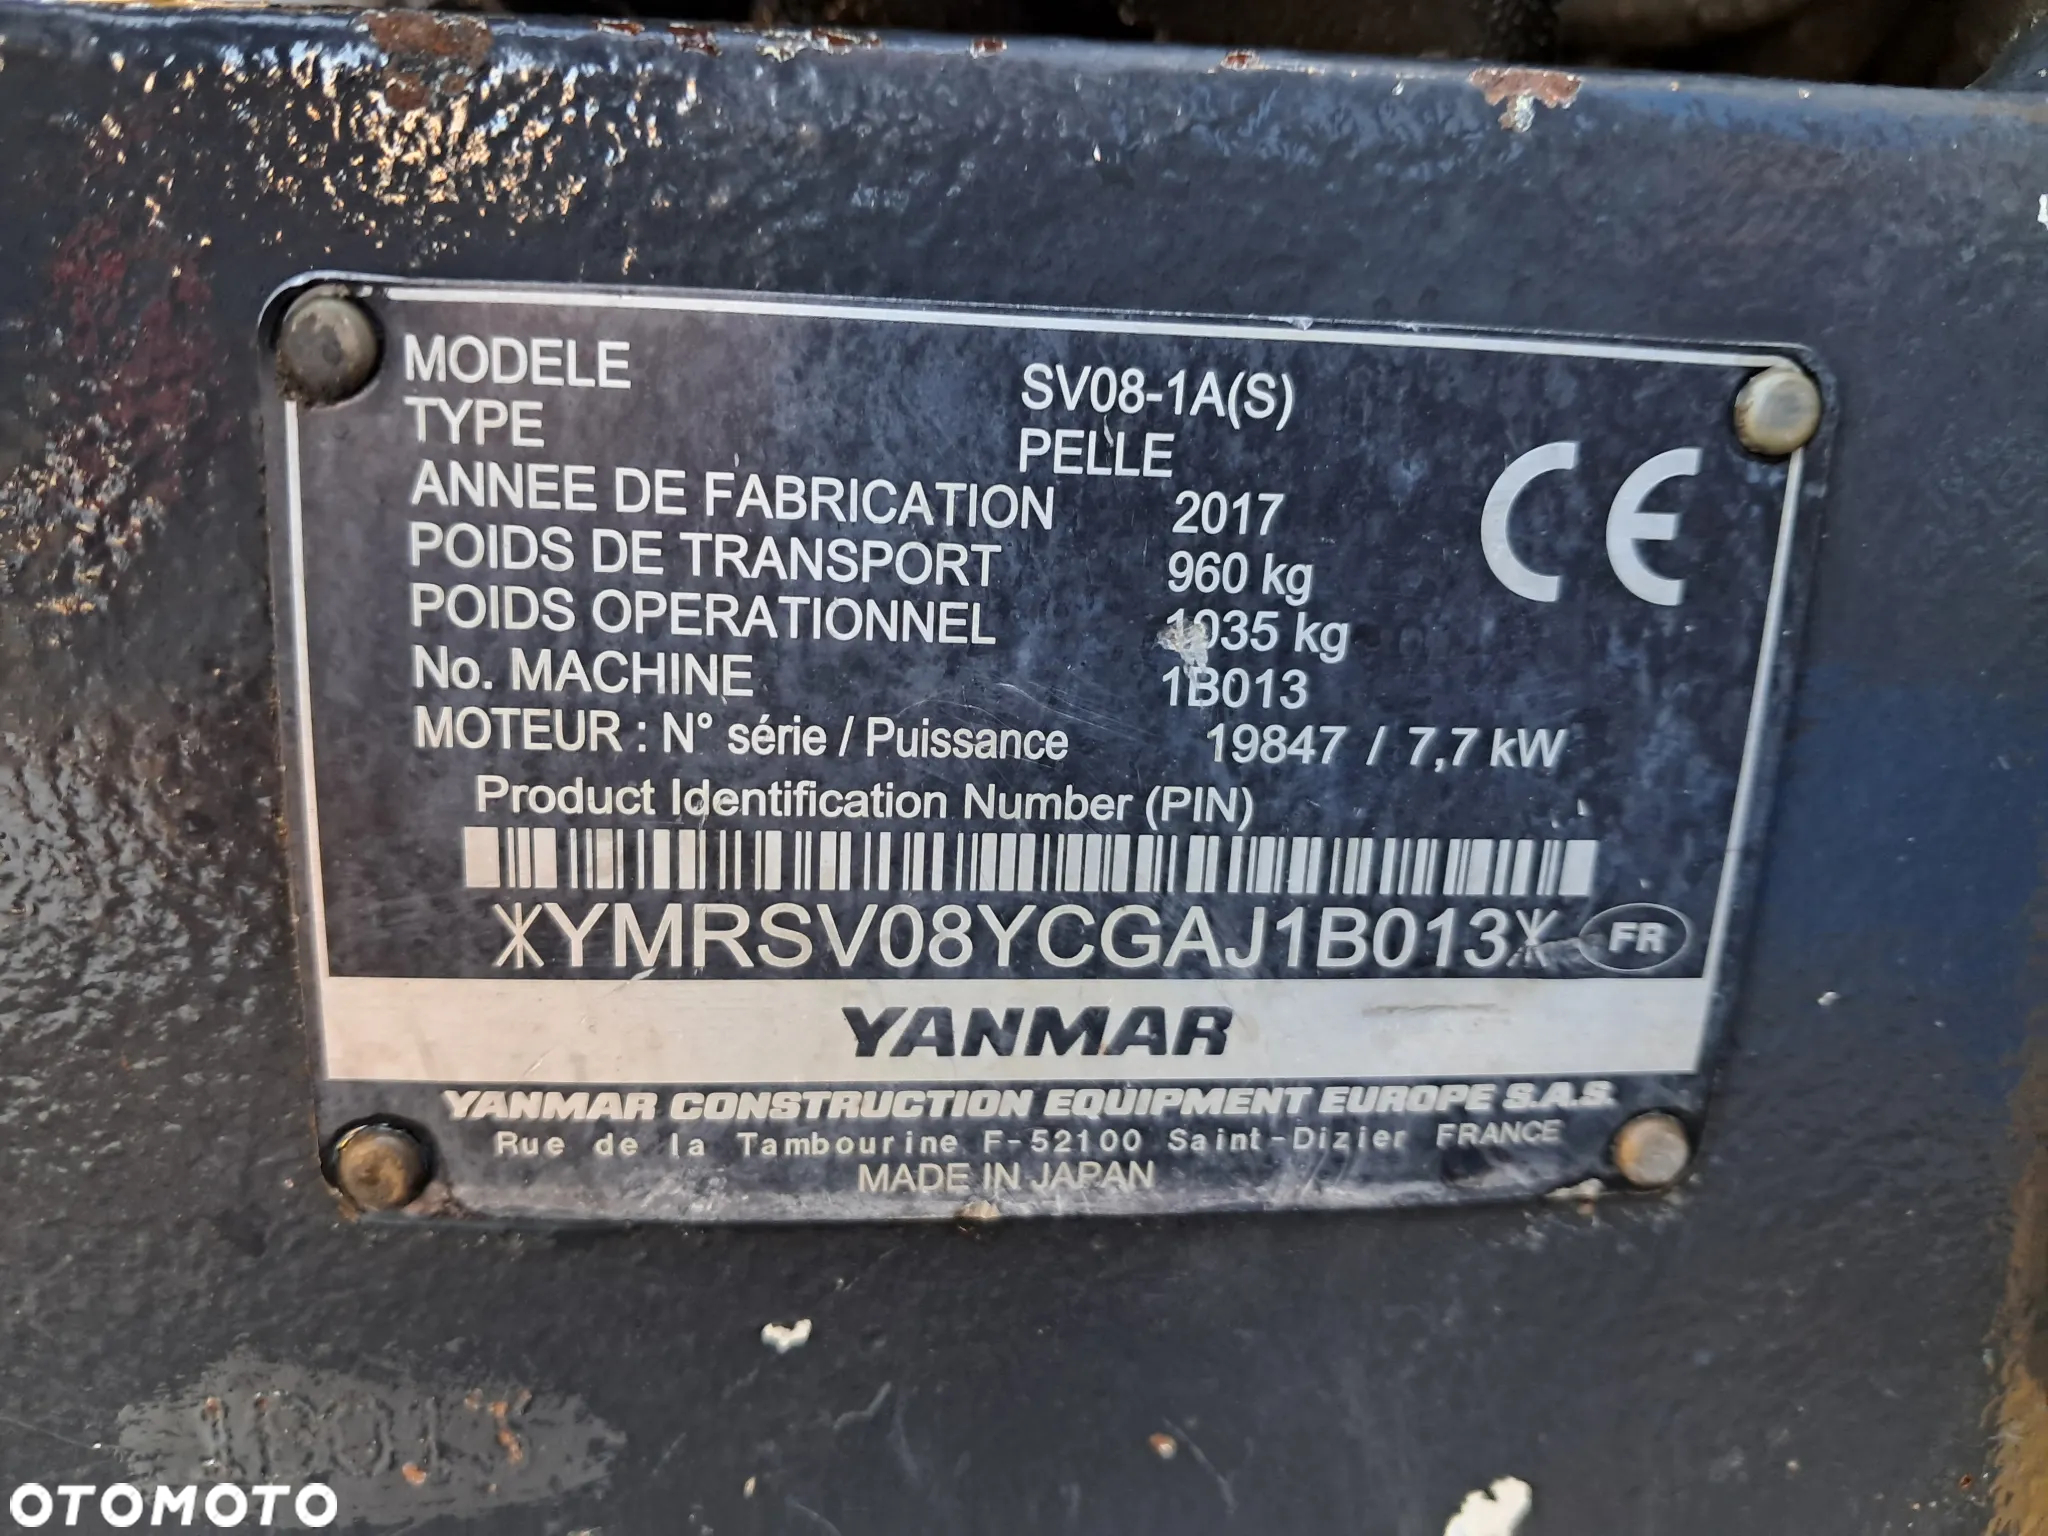 MODELE SV08-1A(S)
TYPE PELLE
ANNEE DE FABRICATION 2017
POIDS DE TRANSPORT 960 kg
POIDS OPERATIONNEL 1035 kg
No. MACHINE 1B013
MOTEUR : N° série / Puissance 19847 / 7,7 kW
CE
Product Identification Number (PIN)
*YMRSV08YCGAJ1B013* FR
YANMAR
YANMAR CONSTRUCTION EQUIPMENT EUROPE S.A.S.
Rue de la Tambourine F-52100 Saint-Dizier FRANCE
MADE IN JAPAN
1B013
OTOMOTO